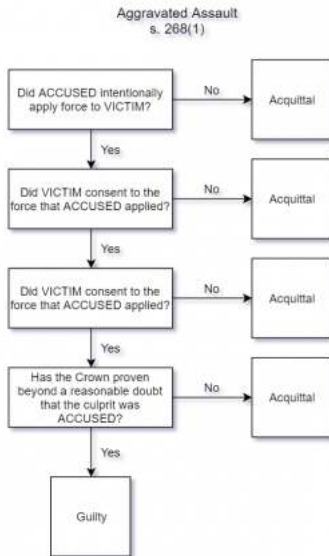 Aggravated Assault
s. 268(1)
Did ACCUSED intentionally
apply force to VICTIM?
No
Acquittal
Yes
Did VICTIM consent to the
force that ACCUSED applied?
No
Acquittal
Yes
Did VICTIM consent to the
force that ACCUSED applied?
No
Acquittal
Yes
Has the Crown proven
beyond a reasonable doubt
that the culprit was
ACCUSED?
No
Acquittal
Yes
Guilty